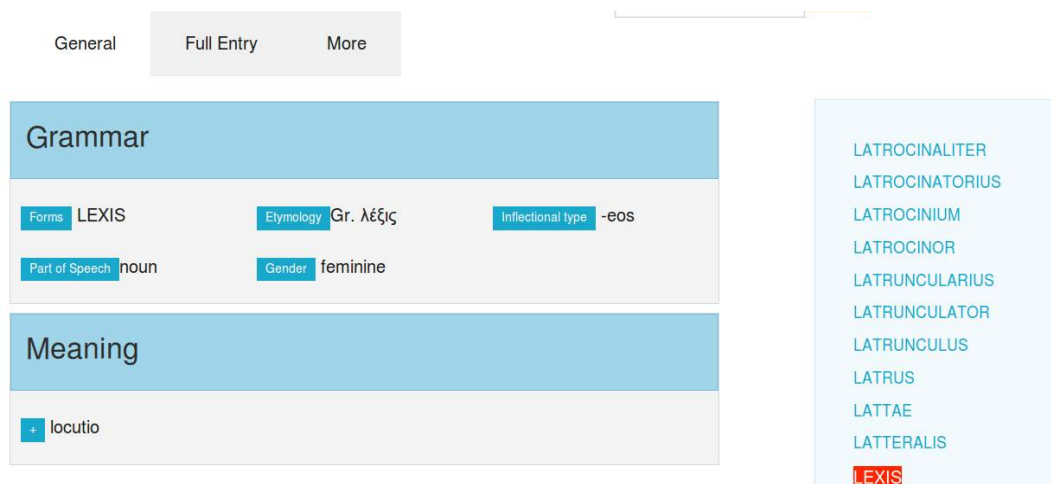 General Full Entry More
Grammar
Forms LEXIS Etymology Gr. λέξις Inflectional type -eos
Part of Speech noun Gender feminine
Meaning
+ locutio
LATROCINALITER
LATROCINATORIUS
LATROCINIUM
LATROCINOR
LATRUNCULARIUS
LATRUNCULATOR
LATRUNCULUS
LATRUS
LATTAE
LATTERALIS
LEXIS